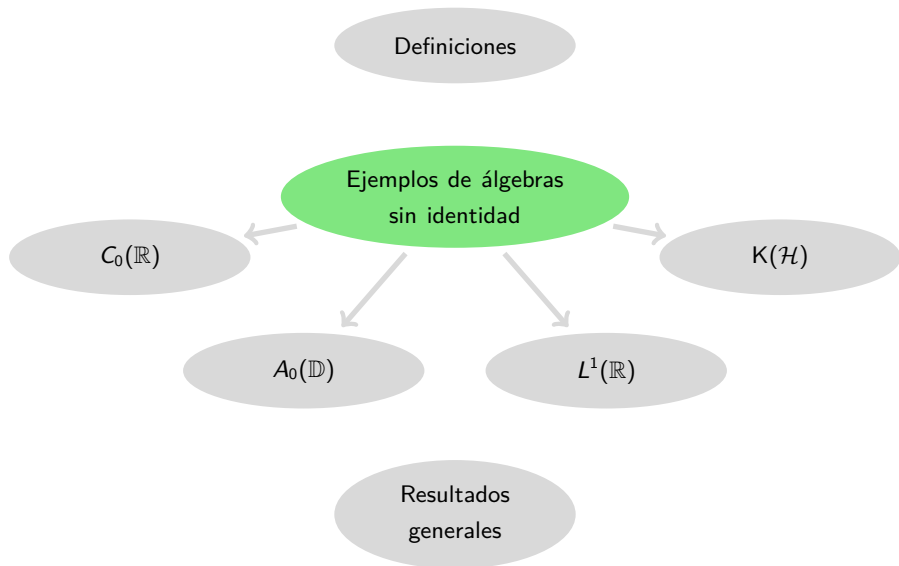 Definiciones
Ejemplos de álgebras
sin identidad
C₀(ℝ)
K(ℋ)
A₀(𝔻)
L¹(ℝ)
Resultados
generales